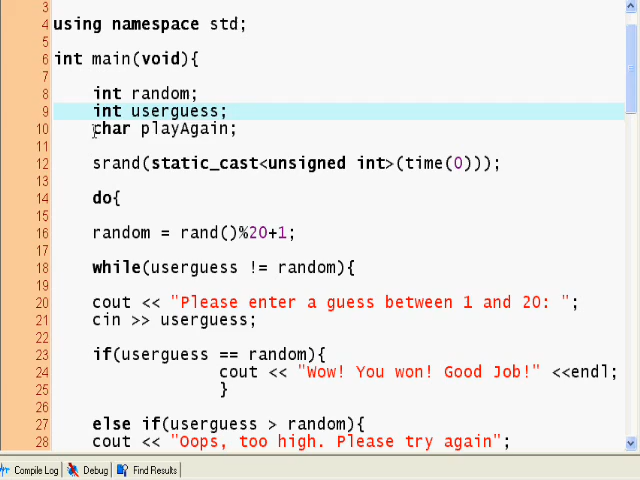 3
4 using namespace std;
5
6 int main(void){
7
8 int random;
9 int userguess;
10 char playAgain;
11
12 srand(static_cast<unsigned int>(time(0)));
13
14 do{
15
16 random = rand()%20+1;
17
18 while(userguess != random){
19
20 cout << "Please enter a guess between 1 and 20: ";
21 cin >> userguess;
22
23 if(userguess == random){
24 cout << "Wow! You won! Good Job!" <<endl;
25 }
26
27 else if(userguess > random){
28 cout << "Oops, too high. Please try again";
Compile Log Debug Find Results